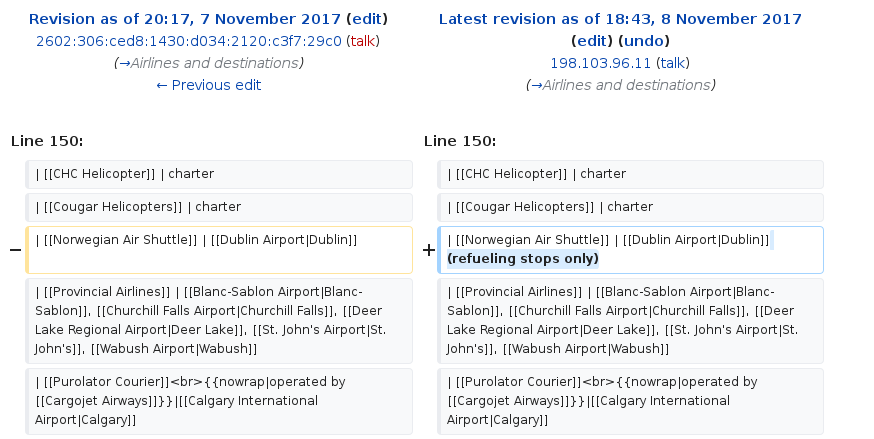 Revision as of 20:17, 7 November 2017 (edit)
2602:306:ced8:1430:d034:2120:c3f7:29c0 (talk)
(→Airlines and destinations)
← Previous edit
Latest revision as of 18:43, 8 November 2017
(edit) (undo)
198.103.96.11 (talk)
(→Airlines and destinations)
Line 150:
| [[CHC Helicopter]] | charter
| [[Cougar Helicopters]] | charter
− | [[Norwegian Air Shuttle]] | [[Dublin Airport|Dublin]]
| [[Provincial Airlines]] | [[Blanc-Sablon Airport|Blanc-
Sablon]], [[Churchill Falls Airport|Churchill Falls]], [[Deer
Lake Regional Airport|Deer Lake]], [[St. John's Airport|St.
John's]], [[Wabush Airport|Wabush]]
| [[Purolator Courier]]<br>{{nowrap|operated by
[[Cargojet Airways]]}}|[[Calgary International
Airport|Calgary]]
Line 150:
| [[CHC Helicopter]] | charter
| [[Cougar Helicopters]] | charter
+ | [[Norwegian Air Shuttle]] | [[Dublin Airport|Dublin]]
(refueling stops only)
| [[Provincial Airlines]] | [[Blanc-Sablon Airport|Blanc-
Sablon]], [[Churchill Falls Airport|Churchill Falls]], [[Deer
Lake Regional Airport|Deer Lake]], [[St. John's Airport|St.
John's]], [[Wabush Airport|Wabush]]
| [[Purolator Courier]]<br>{{nowrap|operated by
[[Cargojet Airways]]}}|[[Calgary International
Airport|Calgary]]